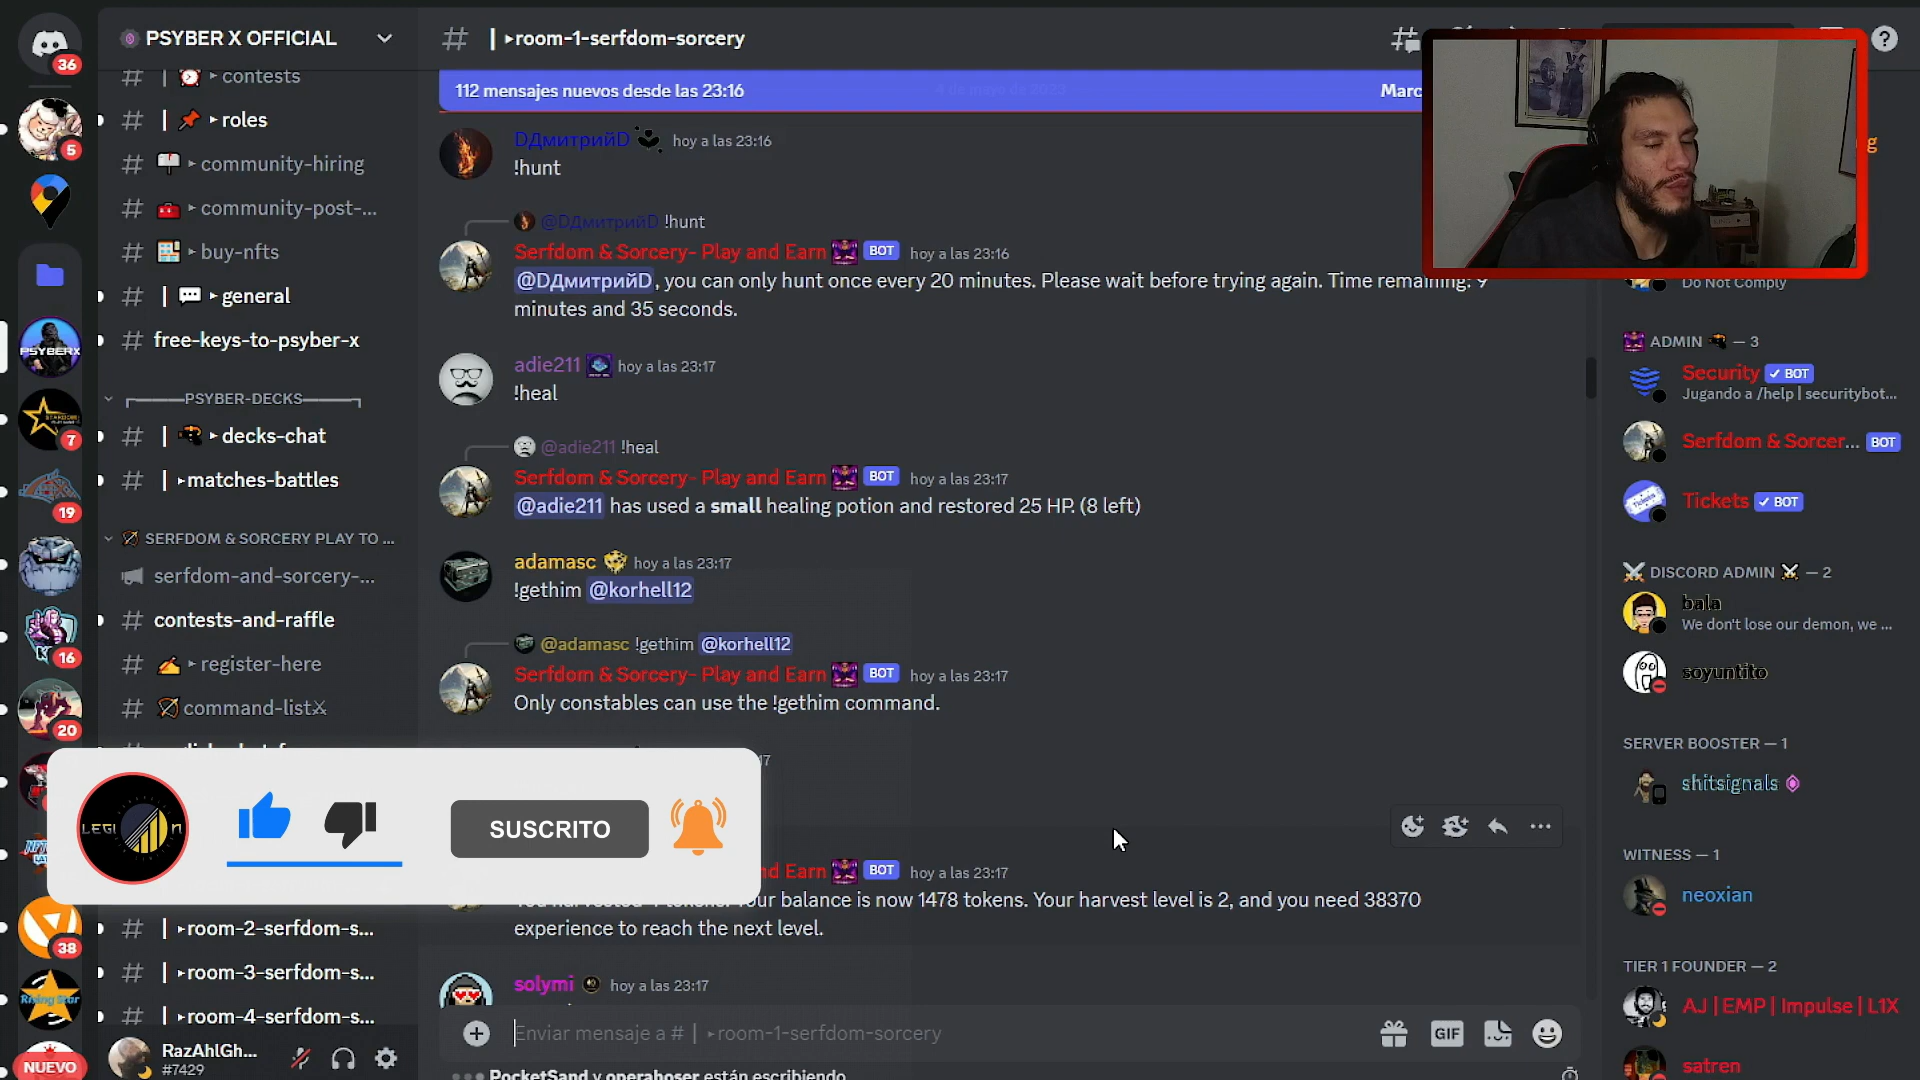 36
PSYBER X OFFICIAL
contests
roles
community-hiring
community-post-...
buy-nfts
general
free-keys-to-psyber-x
PSYBER-DECKS
decks-chat
matches-battles
SERFDOM & SORCERY PLAY TO ...
serfdom-and-sorcery-...
contests-and-raffle
register-here
command-list
room-2-serfdom-s...
room-3-serfdom-s...
room-4-serfdom-s...
5
PSYBERX
7
19
16
20
38
Rising Star
NUEVO
RazAhlGh...
#7429
room-1-serfdom-sorcery
112 mensajes nuevos desde las 23:16
Marc
DДмитрийD hoy a las 23:16
!hunt
@DДмитрийD !hunt
Serfdom & Sorcery- Play and Earn BOT hoy a las 23:16
@DДмитрийD, you can only hunt once every 20 minutes. Please wait before trying again. Time remaining: 9
minutes and 35 seconds.
adie211 hoy a las 23:17
!heal
@adie211 !heal
Serfdom & Sorcery- Play and Earn BOT hoy a las 23:17
@adie211 has used a small healing potion and restored 25 HP. (8 left)
adamasc hoy a las 23:17
!gethim @korhell12
@adamasc !gethim @korhell12
Serfdom & Sorcery- Play and Earn BOT hoy a las 23:17
Only constables can use the !gethim command.
LEGI N
SUSCRITO
nd Earn BOT hoy a las 23:17
balance is now 1478 tokens. Your harvest level is 2, and you need 38370
experience to reach the next level.
solymi hoy a las 23:17
Enviar mensaje a # | room-1-serfdom-sorcery
GIF
PocketSand y operahoser están escribiendo
Do Not Comply
ADMIN — 3
Security BOT
Jugando a /help | securitybot...
Serfdom & Sorcer... BOT
Tickets BOT
DISCORD ADMIN — 2
bala
We don't lose our demon, we ...
soyuntito
SERVER BOOSTER — 1
shitsignals
WITNESS — 1
neoxian
TIER 1 FOUNDER — 2
AJ | EMP | Impulse | L1X
satren